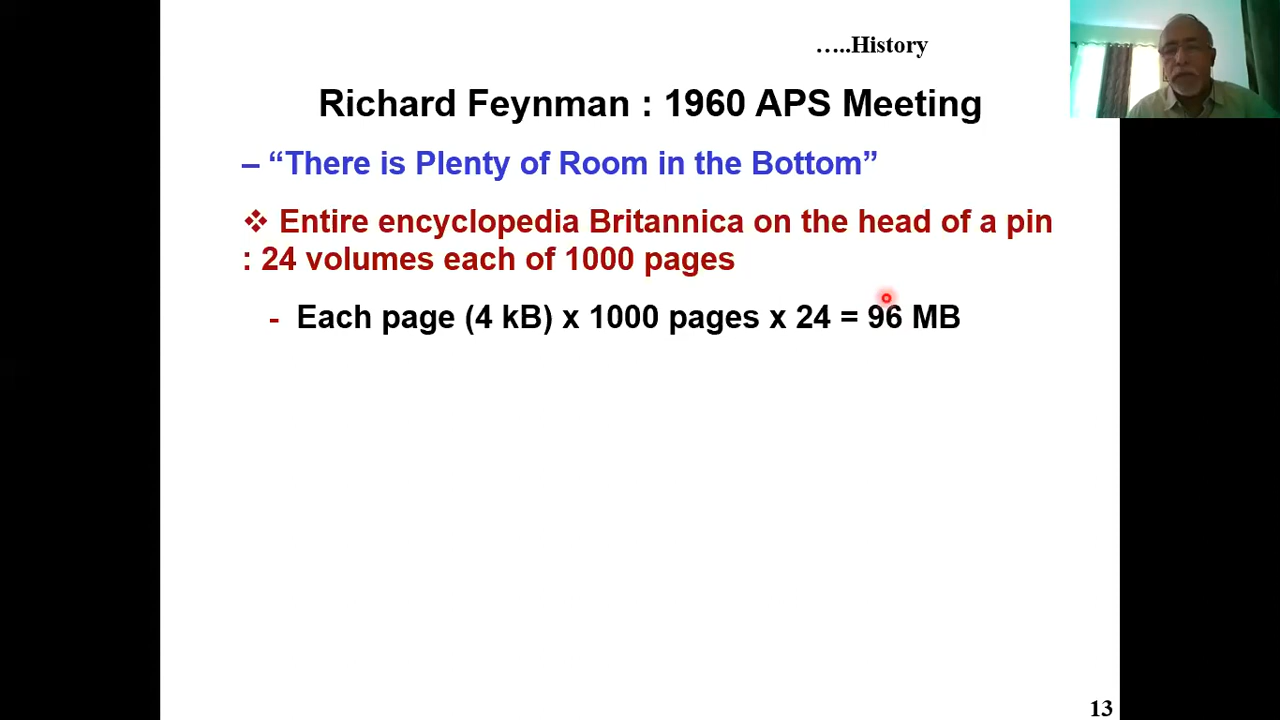 …..History
Richard Feynman : 1960 APS Meeting
– “There is Plenty of Room in the Bottom”
❖ Entire encyclopedia Britannica on the head of a pin
: 24 volumes each of 1000 pages
- Each page (4 kB) x 1000 pages x 24 = 96 MB
13